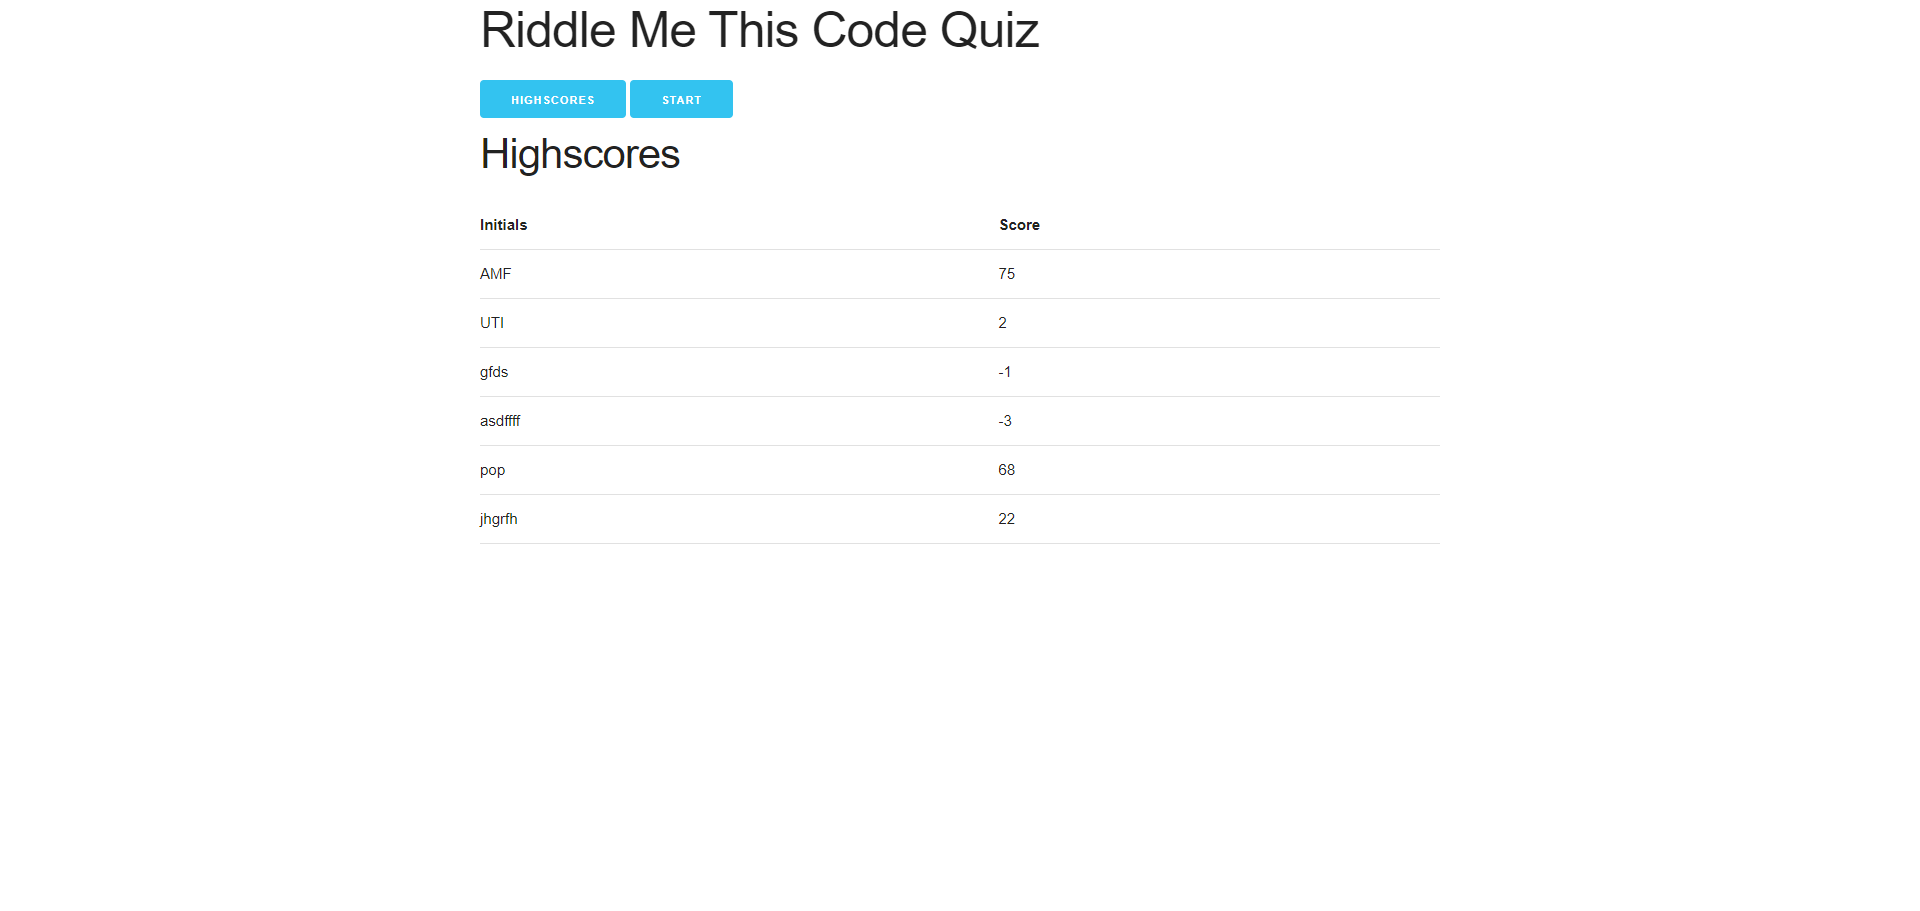 Riddle Me This Code Quiz
HIGHSCORES START
Highscores
Initials Score
AMF 75
UTI 2
gfds -1
asdffff -3
pop 68
jhgrfh 22